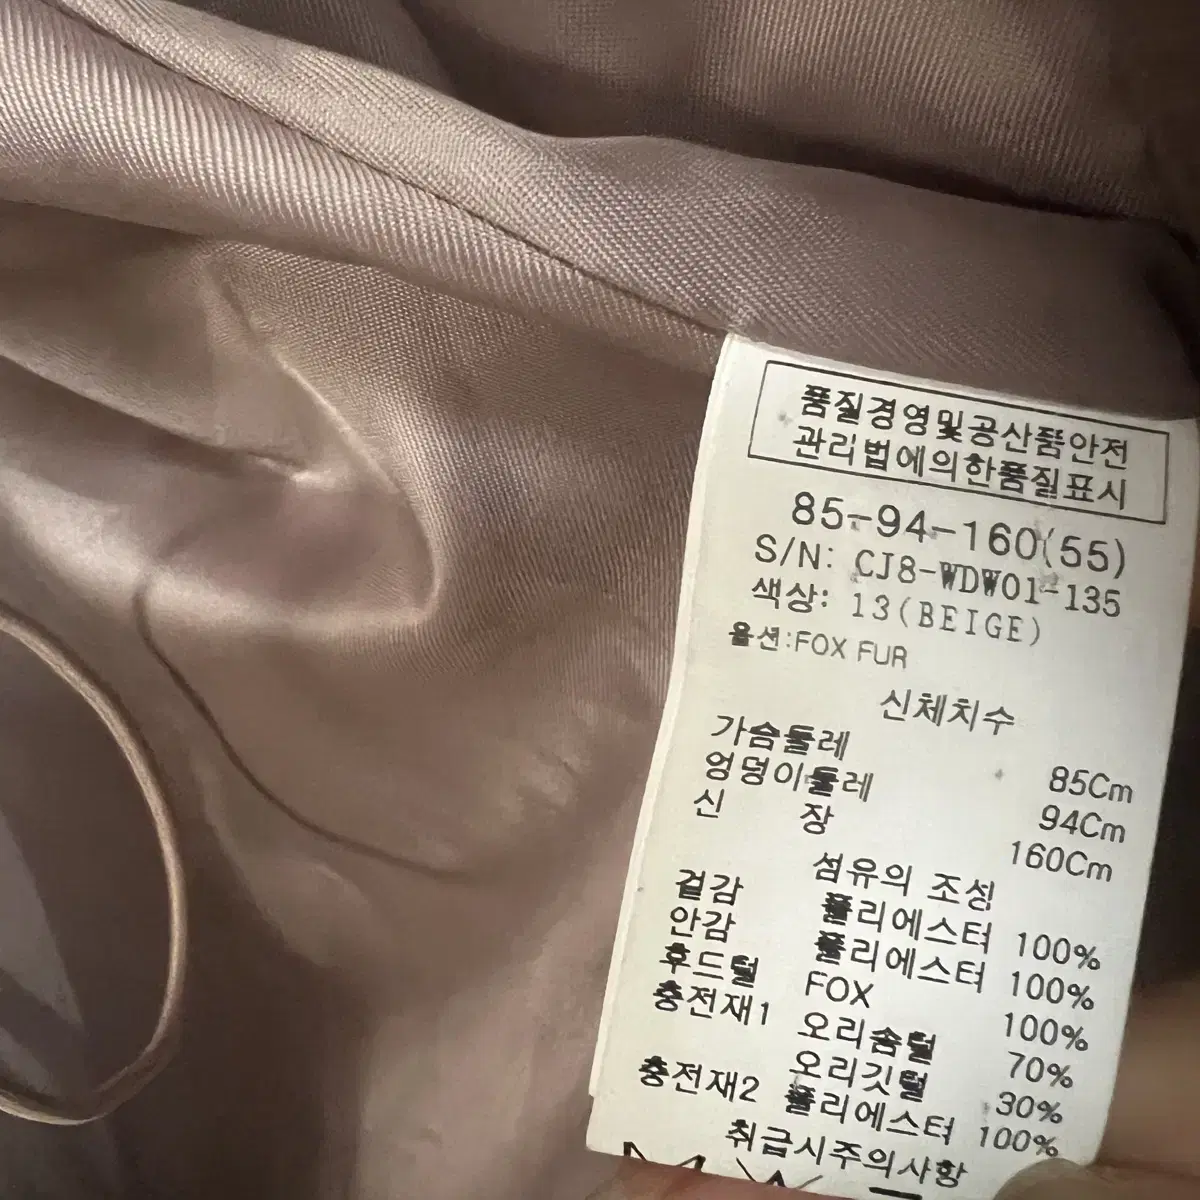 품질경영및공산품안전
관리법에의한품질표시
85-94-160(55)
S/N: CJ8-WDW01-135
색상: 13(BEIGE)
옵션:FOX FUR
신체치수
가슴둘레 85Cm
엉덩이둘레 94Cm
신 장 160Cm
섬유의 조성
겉감 폴리에스터 100%
안감 폴리에스터 100%
후드털 FOX 100%
충전재1 오리솜털 70%
오리깃털 30%
충전재2 폴리에스터 100%
취급시주의사항